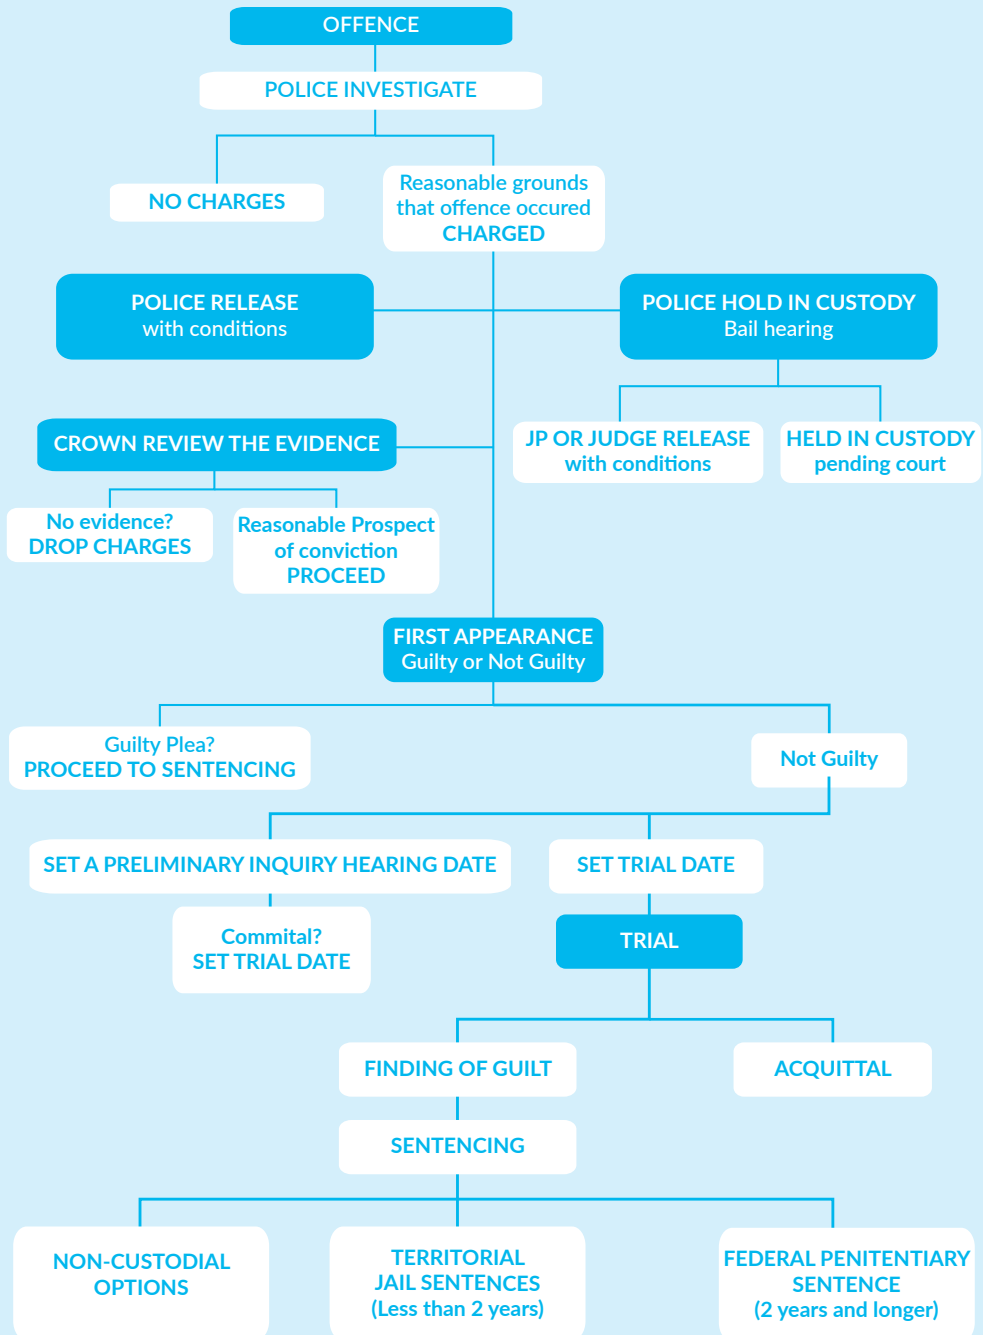 OFFENCE
POLICE INVESTIGATE
NO CHARGES
Reasonable grounds
that offence occured
CHARGED
POLICE RELEASE
with conditions
POLICE HOLD IN CUSTODY
Bail hearing
CROWN REVIEW THE EVIDENCE
JP OR JUDGE RELEASE
with conditions
HELD IN CUSTODY
pending court
No evidence?
DROP CHARGES
Reasonable Prospect
of conviction
PROCEED
FIRST APPEARANCE
Guilty or Not Guilty
Guilty Plea?
PROCEED TO SENTENCING
Not Guilty
SET A PRELIMINARY INQUIRY HEARING DATE
SET TRIAL DATE
Commital?
SET TRIAL DATE
TRIAL
FINDING OF GUILT
ACQUITTAL
SENTENCING
NON-CUSTODIAL
OPTIONS
TERRITORIAL
JAIL SENTENCES
(Less than 2 years)
FEDERAL PENITENTIARY
SENTENCE
(2 years and longer)